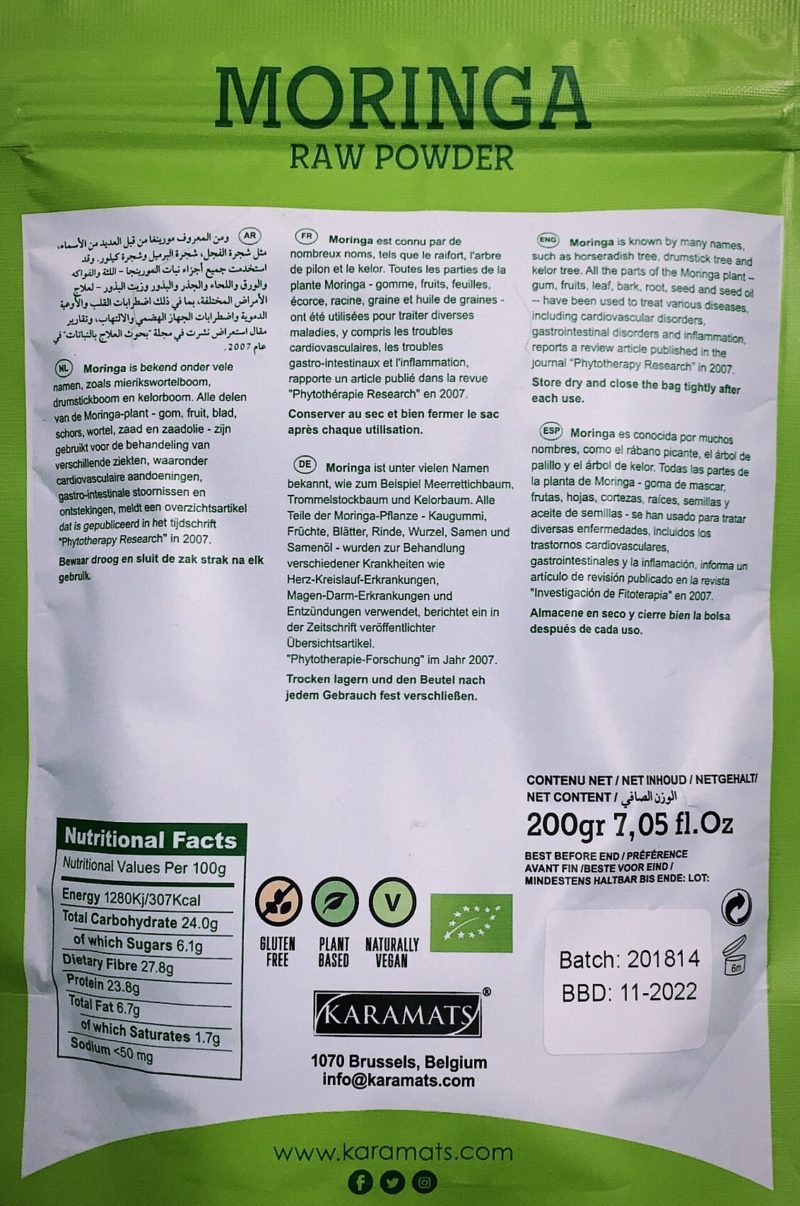 MORINGA
RAW POWDER
AR ومن المعروف مورينغا من قبل العديد من الأسماء،
مثل شجرة الفجل، شجرة البرميل وشجرة كيلور. وقد
استخدمت جميع أجزاء نبات المورينجا - اللثة والفواكه
والورق واللحاء والجذر والبذور وزيت البذور - لعلاج
الأمراض المختلفة، بما في ذلك اضطرابات القلب والأوعية
الدموية واضطرابات الجهاز الهضمي والالتهاب، وتقارير
مقال استعراض نشرت في مجلة "بحوث العلاج بالنباتات" في
عام 2007.
NL Moringa is bekend onder vele
namen, zoals mierikswortelboom,
drumstickboom en kelorboom. Alle delen
van de Moringa-plant - gom, fruit, blad,
schors, wortel, zaad en zaadolie - zijn
gebruikt voor de behandeling van
verschillende ziekten, waaronder
cardiovasculaire aandoeningen,
gastro-intestinale stoornissen en
ontstekingen, meldt een overzichtsartikel
dat is gepubliceerd in het tijdschrift
"Phytotherapy Research" in 2007.
Bewaar droog en sluit de zak strak na elk
gebruik.
FR Moringa est connu par de
nombreux noms, tels que le raifort, l'arbre
de pilon et le kelor. Toutes les parties de la
plante Moringa - gomme, fruits, feuilles,
écorce, racine, graine et huile de graines -
ont été utilisées pour traiter diverses
maladies, y compris les troubles
cardiovasculaires, les troubles
gastro-intestinaux et l'inflammation,
rapporte un article publié dans la revue
"Phytothérapie Research" en 2007.
Conserver au sec et bien fermer le sac
après chaque utilisation.
DE Moringa ist unter vielen Namen
bekannt, wie zum Beispiel Meerrettichbaum,
Trommelstockbaum und Kelorbaum. Alle
Teile der Moringa-Pflanze - Kaugummi,
Früchte, Blätter, Rinde, Wurzel, Samen und
Samenöl - wurden zur Behandlung
verschiedener Krankheiten wie
Herz-Kreislauf-Erkrankungen,
Magen-Darm-Erkrankungen und
Entzündungen verwendet, berichtet ein in
der Zeitschrift veröffentlichter
Übersichtsartikel.
"Phytotherapie-Forschung" im Jahr 2007.
Trocken lagern und den Beutel nach
jedem Gebrauch fest verschließen.
ENG Moringa is known by many names,
such as horseradish tree, drumstick tree and
kelor tree. All the parts of the Moringa plant –
gum, fruits, leaf, bark, root, seed and seed oil
-- have been used to treat various diseases,
including cardiovascular disorders,
gastrointestinal disorders and inflammation,
reports a review article published in the
journal "Phytotherapy Research" in 2007.
Store dry and close the bag tightly after
each use.
ESP Moringa es conocida por muchos
nombres, como el rábano picante, el árbol de
palillo y el árbol de kelor. Todas las partes de
la planta de Moringa - goma de mascar,
frutas, hojas, cortezas, raíces, semillas y
aceite de semillas - se han usado para tratar
diversas enfermedades, incluidos los
trastornos cardiovasculares,
gastrointestinales y la inflamación, informa un
artículo de revisión publicado en la revista
"Investigación de Fitoterapia" en 2007.
Almacene en seco y cierre bien la bolsa
después de cada uso.
CONTENU NET / NET INHOUD / NETGEHALT/
NET CONTENT / الوزن الصافي
200gr 7,05 fl.Oz
BEST BEFORE END / PRÉFÉRENCE
AVANT FIN /BESTE VOOR EIND /
MINDESTENS HALTBAR BIS ENDE: LOT:
Batch: 201814
BBD: 11-2022
6m
Nutritional Facts
Nutritional Values Per 100g
Energy 1280Kj/307Kcal
Total Carbohydrate 24.0g
of which Sugars 6.1g
Dietary Fibre 27.8g
Protein 23.8g
Total Fat 6.7g
of which Saturates 1.7g
Sodium <50 mg
GLUTEN
FREE
PLANT
BASED
V
NATURALLY
VEGAN
KARAMATS®
1070 Brussels, Belgium
info@karamats.com
www.karamats.com